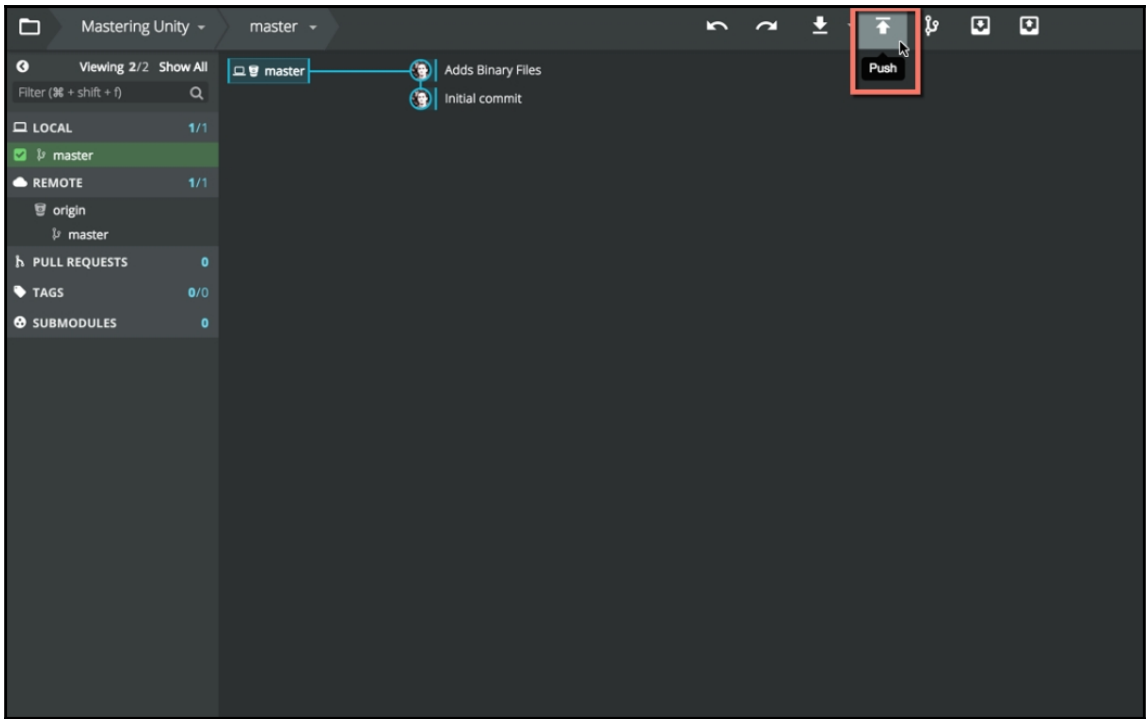 Mastering Unity
master
Push
Viewing 2/2 Show All
Filter (⌘ + shift + f)
LOCAL 1/1
master
REMOTE 1/1
origin
master
PULL REQUESTS 0
TAGS 0/0
SUBMODULES 0
master
Adds Binary Files
Initial commit